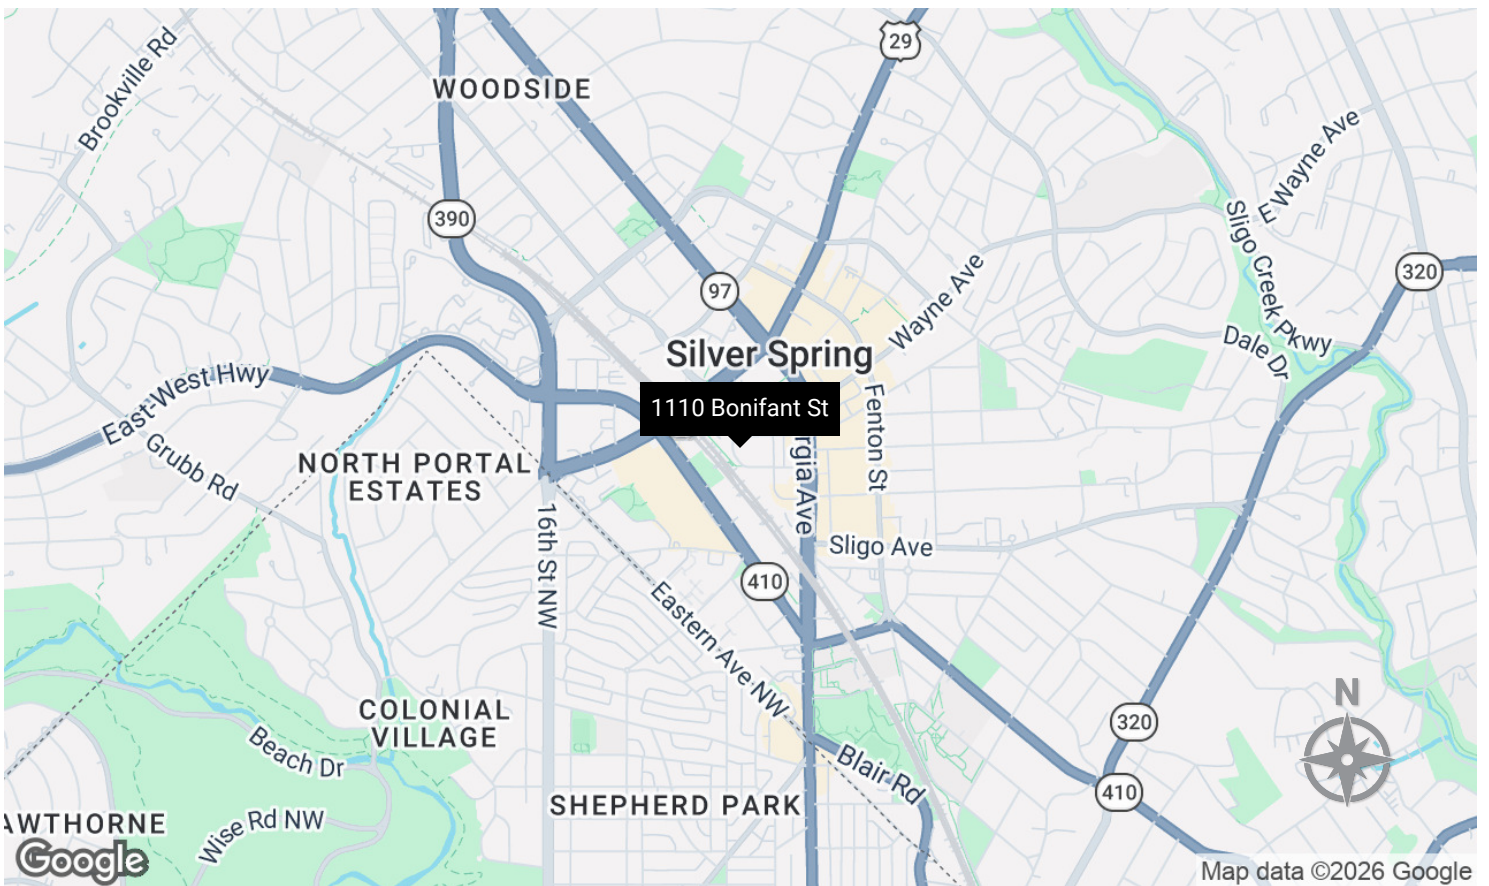 29
WOODSIDE
Brookville Rd
E Wayne Ave
390
Sligo Creek Pkwy
320
97
Wayne Ave
Silver Spring
Dale Dr
East-West Hwy
1110 Bonifant St
Fenton St
rgia Ave
Grubb Rd
NORTH PORTAL
ESTATES
16th St NW
Sligo Ave
410
Eastern Ave NW
N
COLONIAL
VILLAGE
320
Beach Dr
Blair Rd
410
SHEPHERD PARK
AWTHORNE
Wise Rd NW
Google
Map data ©2026 Google